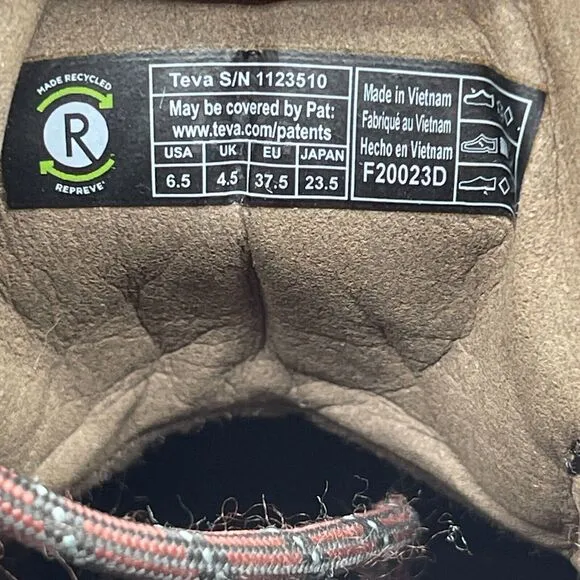 MADE RECYCLED
R
REPREVE
Teva S/N 1123510
May be covered by Pat:
www.teva.com/patents
USA UK EU JAPAN
6.5 4.5 37.5 23.5
Made in Vietnam
Fabriqué au Vietnam
Hecho en Vietnam
F20023D